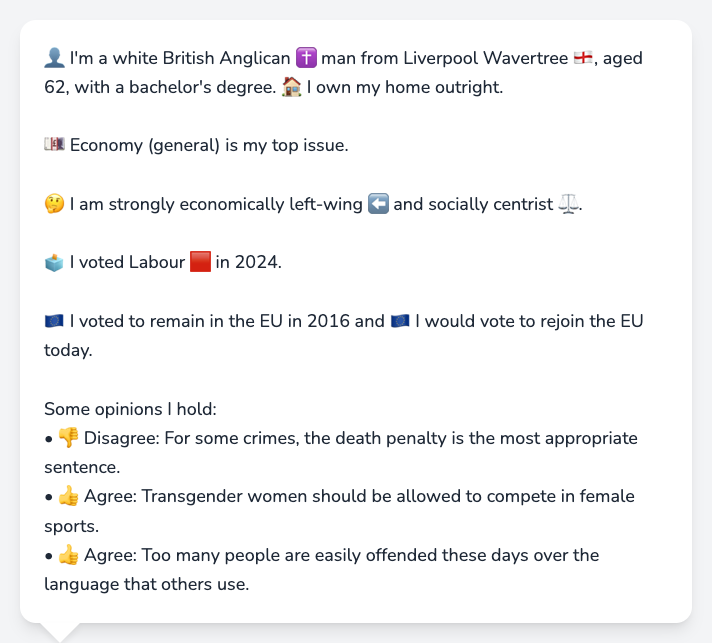 👤 I'm a white British Anglican ✝️ man from Liverpool Wavertree 🏴󠁧󠁢󠁥󠁮󠁧󠁿, aged
62, with a bachelor's degree. 🏠 I own my home outright.
💷 Economy (general) is my top issue.
🤔 I am strongly economically left-wing ⬅️ and socially centrist ⚖️.
🗳️ I voted Labour 🟥 in 2024.
🇪🇺 I voted to remain in the EU in 2016 and 🇪🇺 I would vote to rejoin the EU
today.
Some opinions I hold:
• 👎 Disagree: For some crimes, the death penalty is the most appropriate
sentence.
• 👍 Agree: Transgender women should be allowed to compete in female
sports.
• 👍 Agree: Too many people are easily offended these days over the
language that others use.